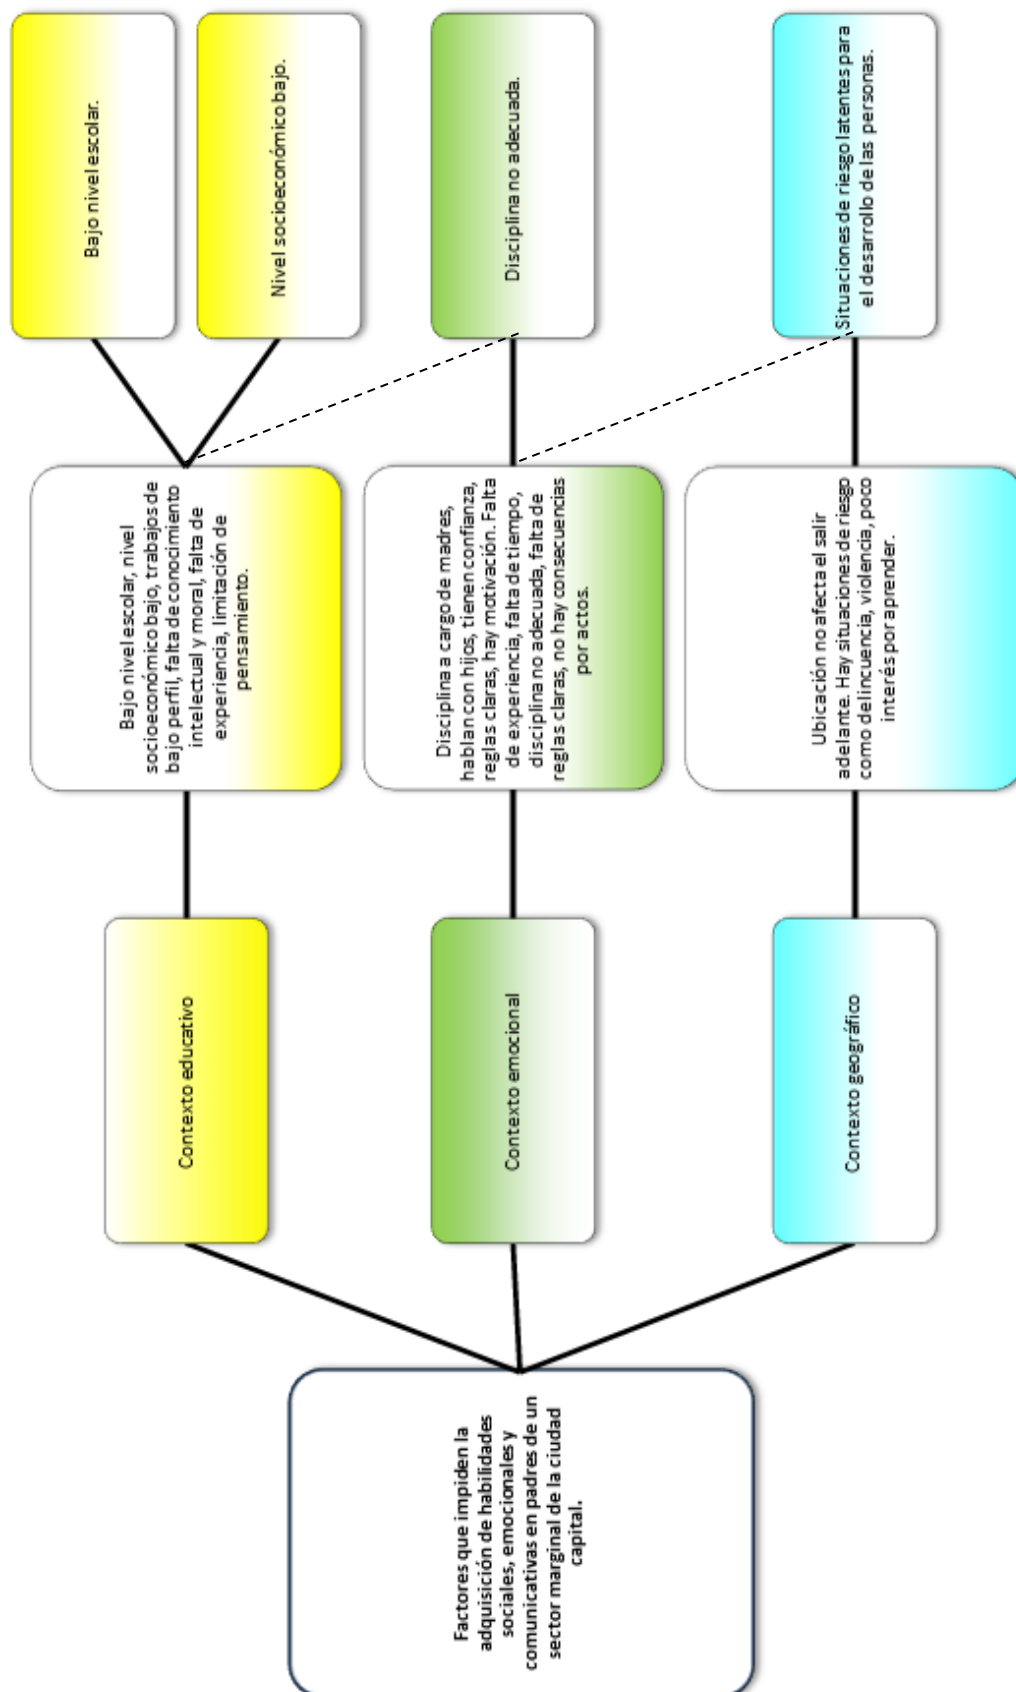 Factores que impiden la
adquisición de habilidades
sociales, emocionales y
comunicativas en padres de un
sector marginal de la ciudad
capital.
Contexto educativo
Bajo nivel escolar, nivel
socioeconómico bajo, trabajos de
bajo perfil, falta de conocimiento
intelectual y moral, falta de
experiencia, limitación de
pensamiento.
Bajo nivel escolar.
Nivel socioeconómico bajo.
Contexto emocional
Disciplina a cargo de madres,
hablan con hijos, tienen confianza,
reglas claras, hay motivación. Falta
de experiencia, falta de tiempo,
disciplina no adecuada, falta de
reglas claras, no hay consecuencias
por actos.
Disciplina no adecuada.
Contexto geográfico
Ubicación no afecta el salir
adelante. Hay situaciones de riesgo
como delincuencia, violencia, poco
interés por aprender.
Situaciones de riesgo latentes para
el desarrollo de las personas.